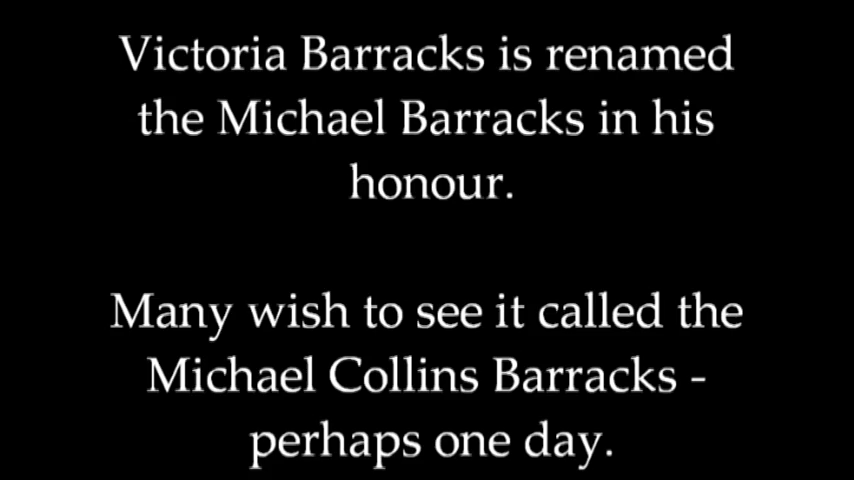 Victoria Barracks is renamed
the Michael Barracks in his
honour.
Many wish to see it called the
Michael Collins Barracks -
perhaps one day.